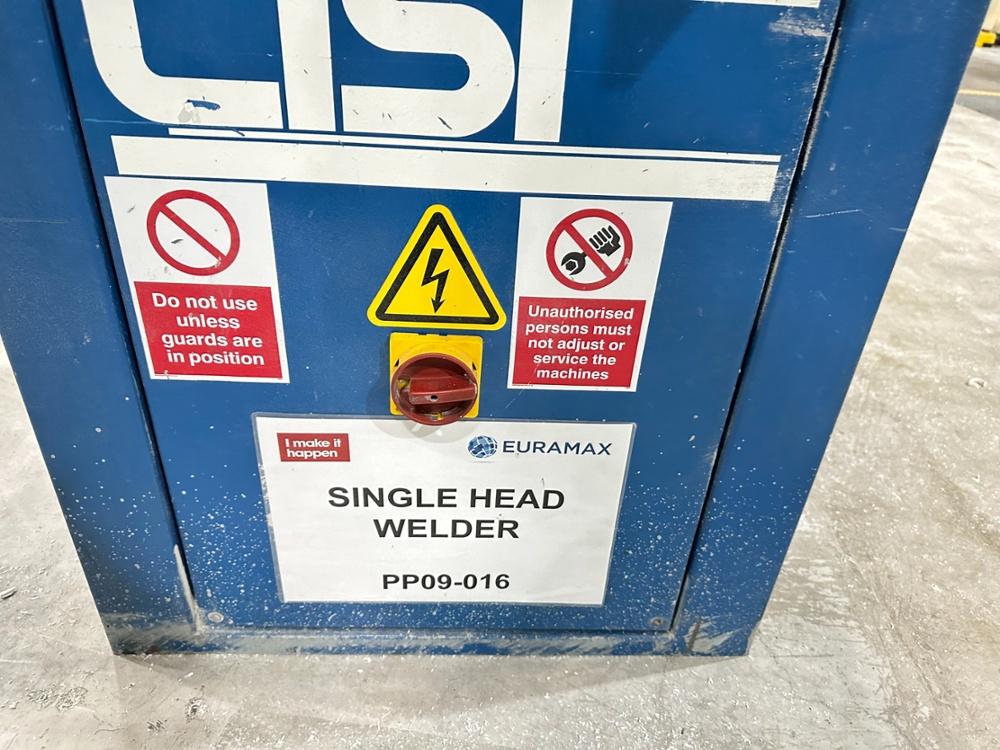 Do not use
unless
guards are
in position
Unauthorised
persons must
not adjust or
service the
machines
I make it
happen
EURAMAX
SINGLE HEAD
WELDER
PP09-016